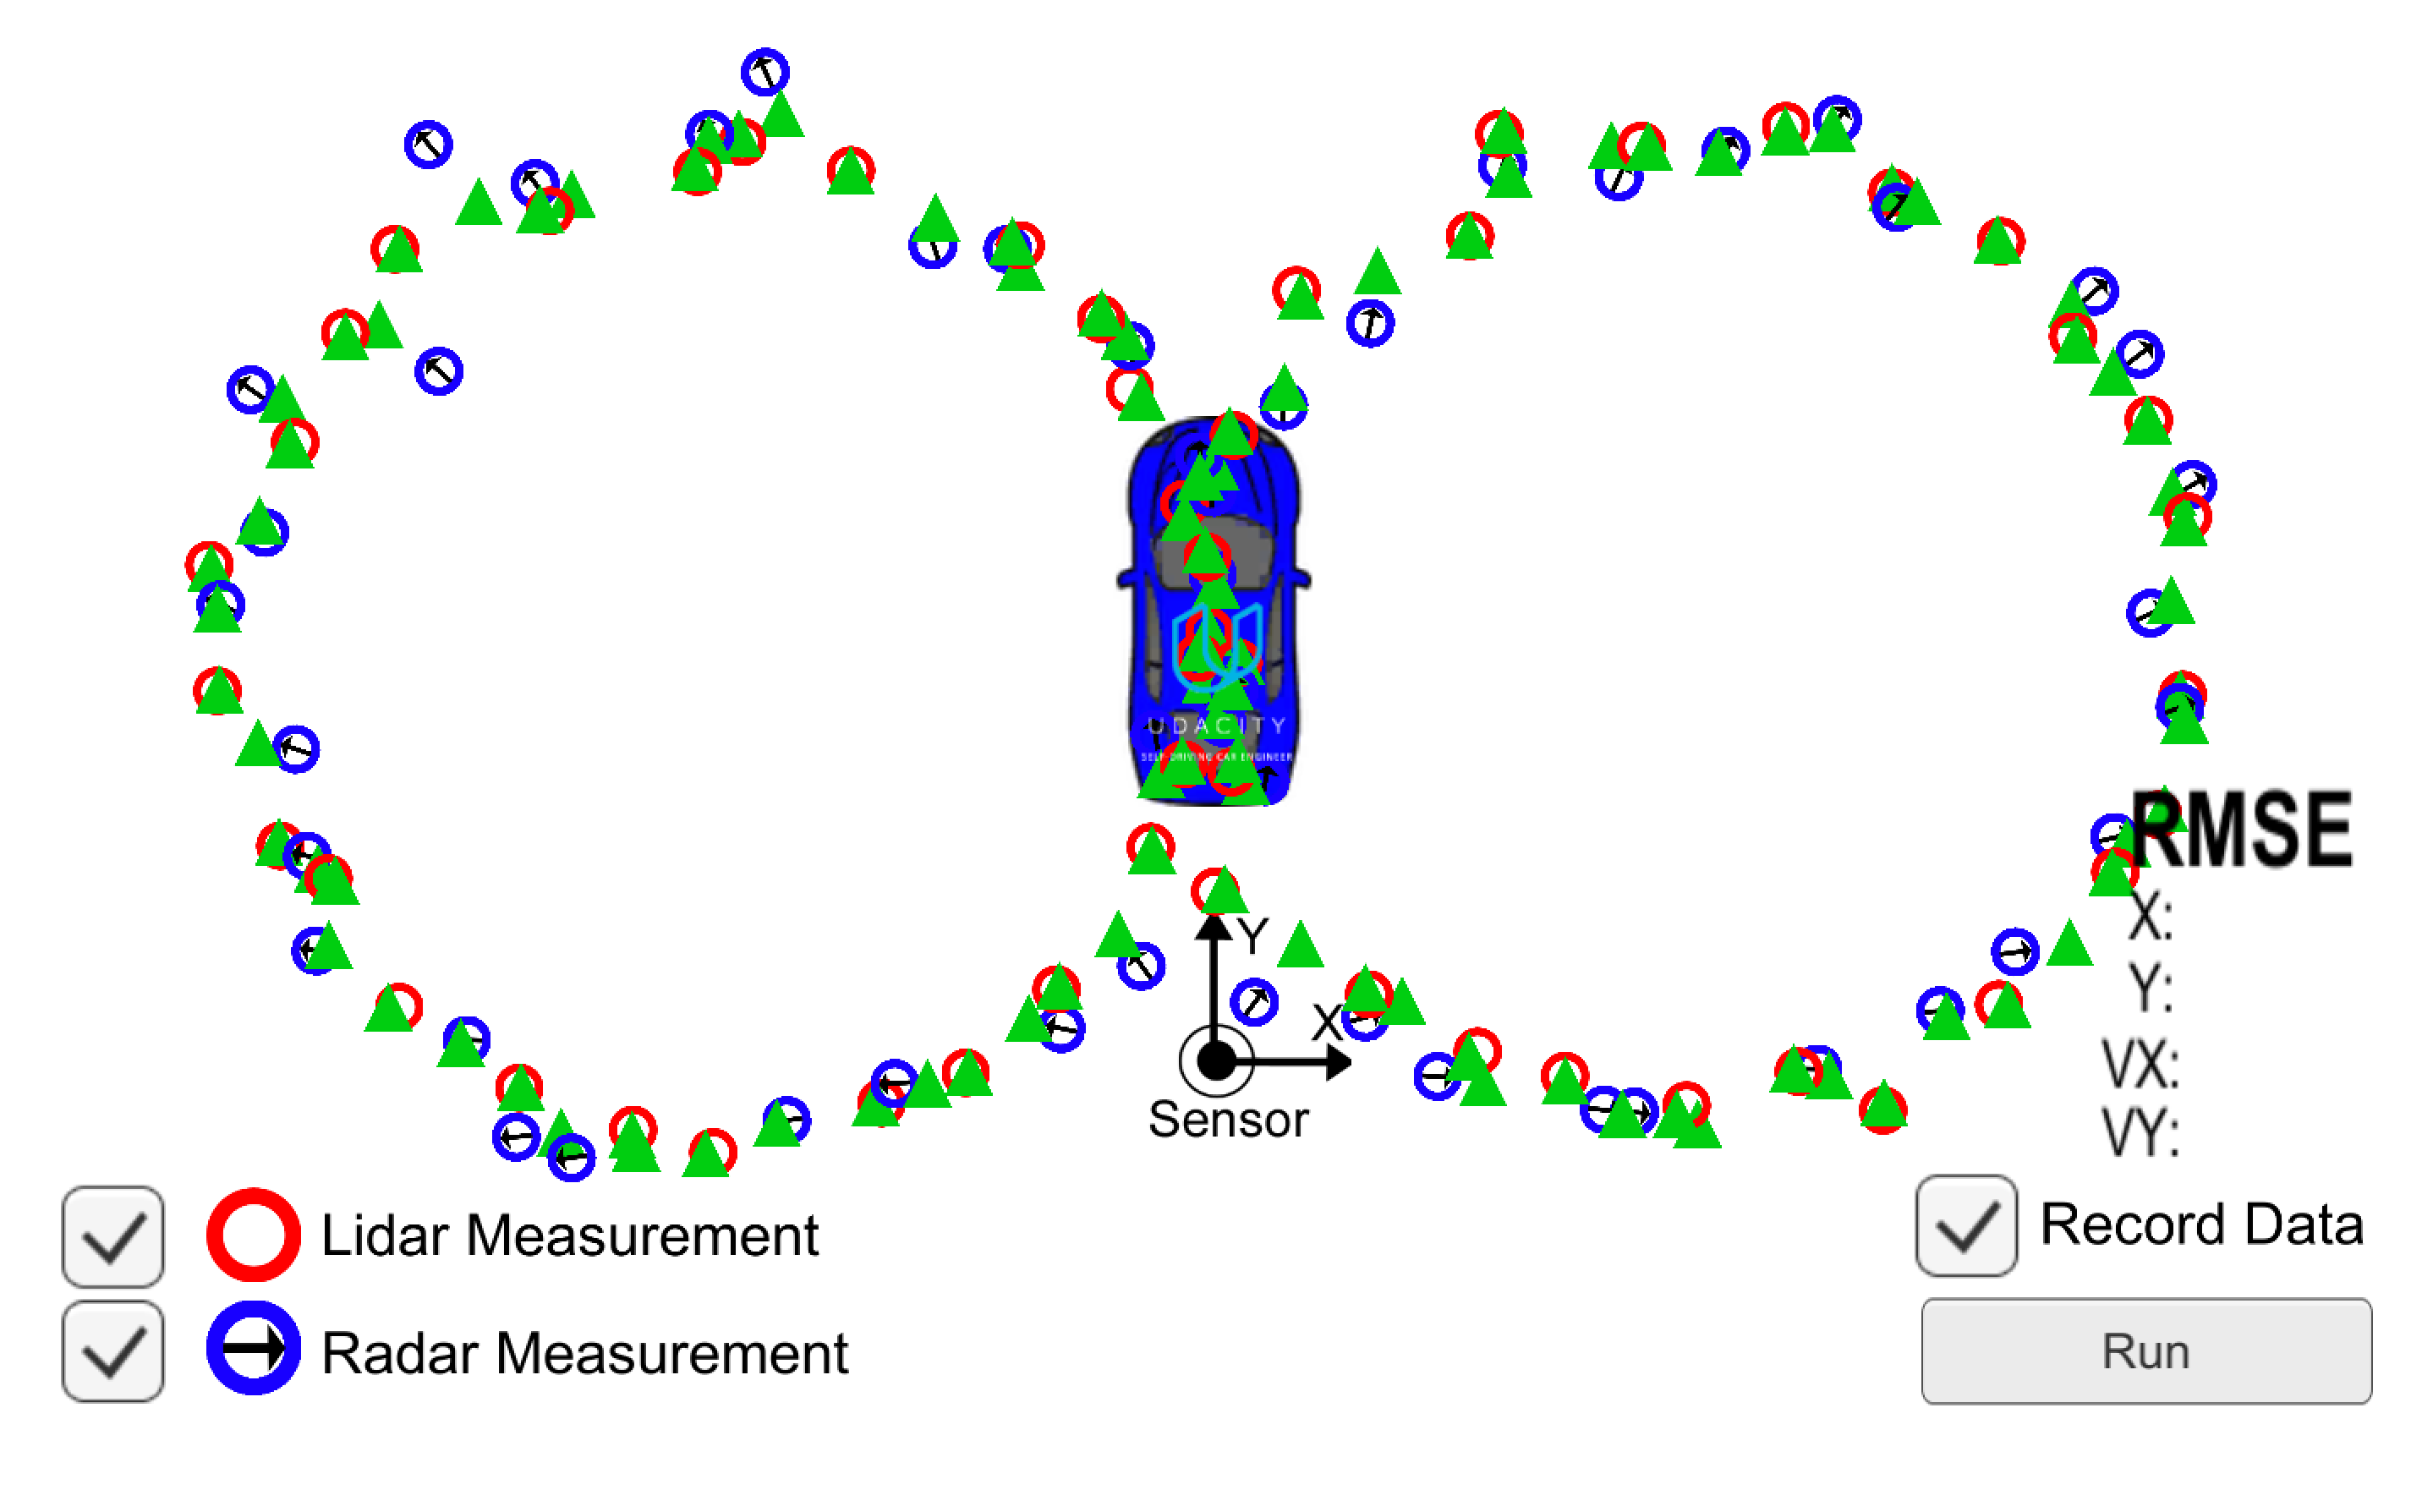 UDACITY
SELF-DRIVING CAR ENGINEER
RMSE
X:
Y:
VX:
VY:
Y
X
Sensor
Lidar Measurement
Radar Measurement
Record Data
Run